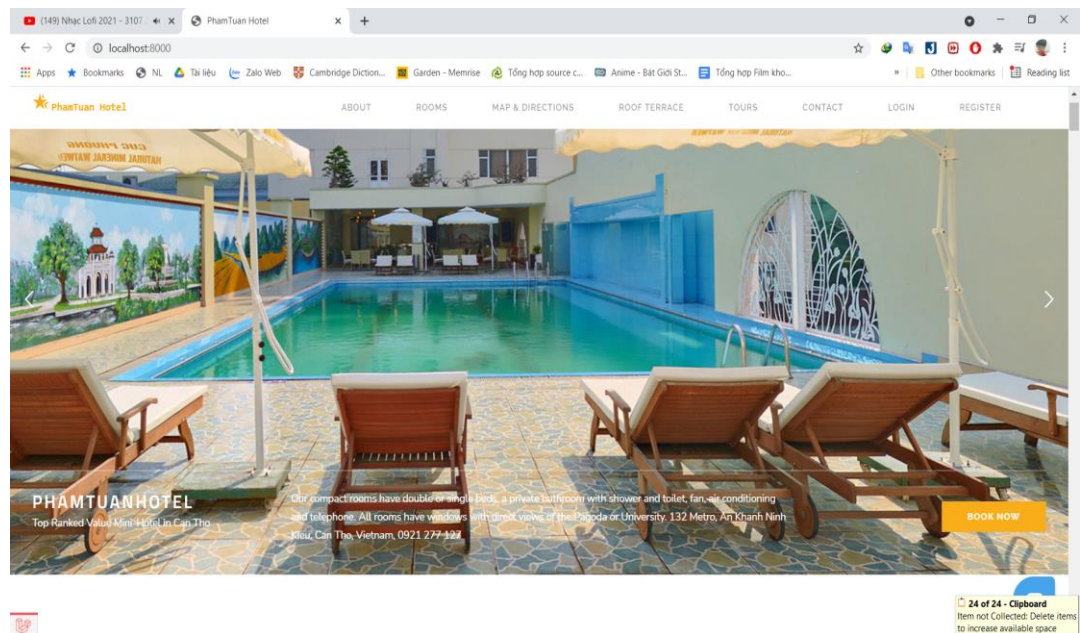 (149) Nhạc Lofi 2021 - 3107
PhamTuan Hotel
localhost:8000
Apps Bookmarks NL Tài liệu Zalo Web Cambridge Diction... Garden - Memrise Tổng hợp source c... Anime - Bát Giới St... Tổng hợp Film kho... » Other bookmarks Reading list
PhamTuan Hotel
ABOUT ROOMS MAP & DIRECTIONS ROOF TERRACE TOURS CONTACT LOGIN REGISTER
CUC PHUONG
NATURAL MINERAL WATER
PHAMTUANHOTEL
Top Ranked Value Mini-Hotel in Can Tho
Our compact rooms have double or single beds, a private bathroom with shower and toilet, fan, air conditioning
and telephone. All rooms have windows with direct views of the Pagoda or University. 132 Metro, An Khanh Ninh
Kieu, Can Tho, Vietnam, 0921 277 127
BOOK NOW
24 of 24 - Clipboard
Item not Collected: Delete items
to increase available space